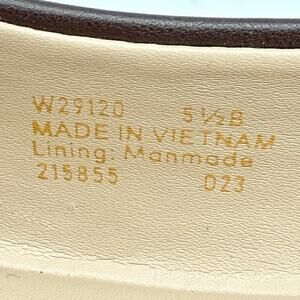 W29120 5½B
MADE IN VIETNAM
Lining: Manmade
215855 D23